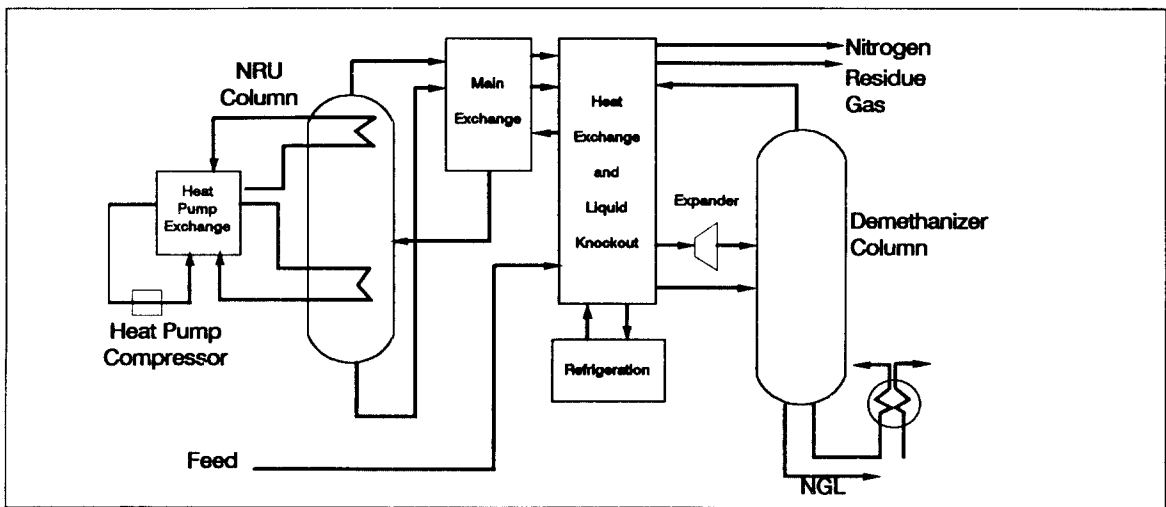 NRU
Column
Main
Exchange
Heat
Exchange
and
Liquid
Knockout
Nitrogen
Residue
Gas
Heat
Pump
Exchange
Expander
Demethanizer
Column
Heat Pump
Compressor
Refrigeration
Feed
NGL